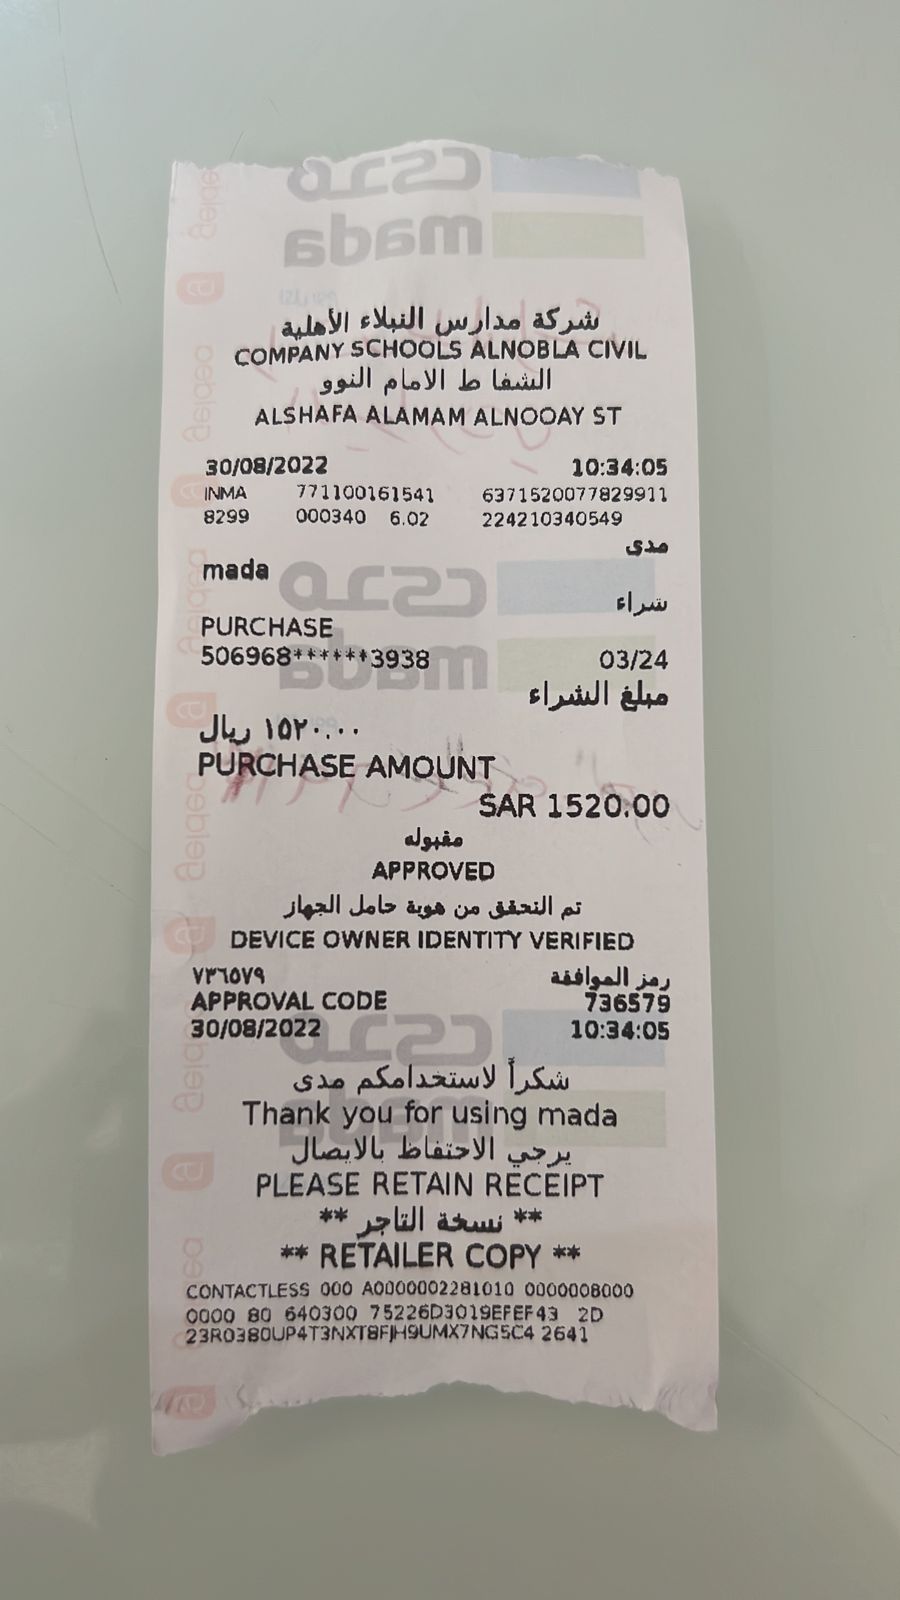 شركة مدارس النبلاء الأهلية
COMPANY SCHOOLS ALNOBLA CIVIL
الشفا ط الامام النوو
ALSHAFA ALAMAM ALNOOAY ST
30/08/2022 10:34:05
INMA 771100161541 6371520077829911
8299 000340 6.02 224210340549
مدى
mada
شراء
PURCHASE
506968******3938 03/24
مبلغ الشراء
١٥٢٠.٠٠ ريال
PURCHASE AMOUNT
SAR 1520.00
مقبوله
APPROVED
تم التحقق من هوية حامل الجهاز
DEVICE OWNER IDENTITY VERIFIED
رمز الموافقة ٧٣٦٥٧٩
APPROVAL CODE 736579
30/08/2022 10:34:05
شكراً لاستخدامكم مدى
Thank you for using mada
يرجي الاحتفاظ بالايصال
PLEASE RETAIN RECEIPT
** نسخة التاجر **
** RETAILER COPY **
CONTACTLESS 000 A0000002281010 0000008000
0000 80 640300 75226D3019EFEF43 2D
23R0380UP4T3NXT8FJH9UMX7NG5C4 2641